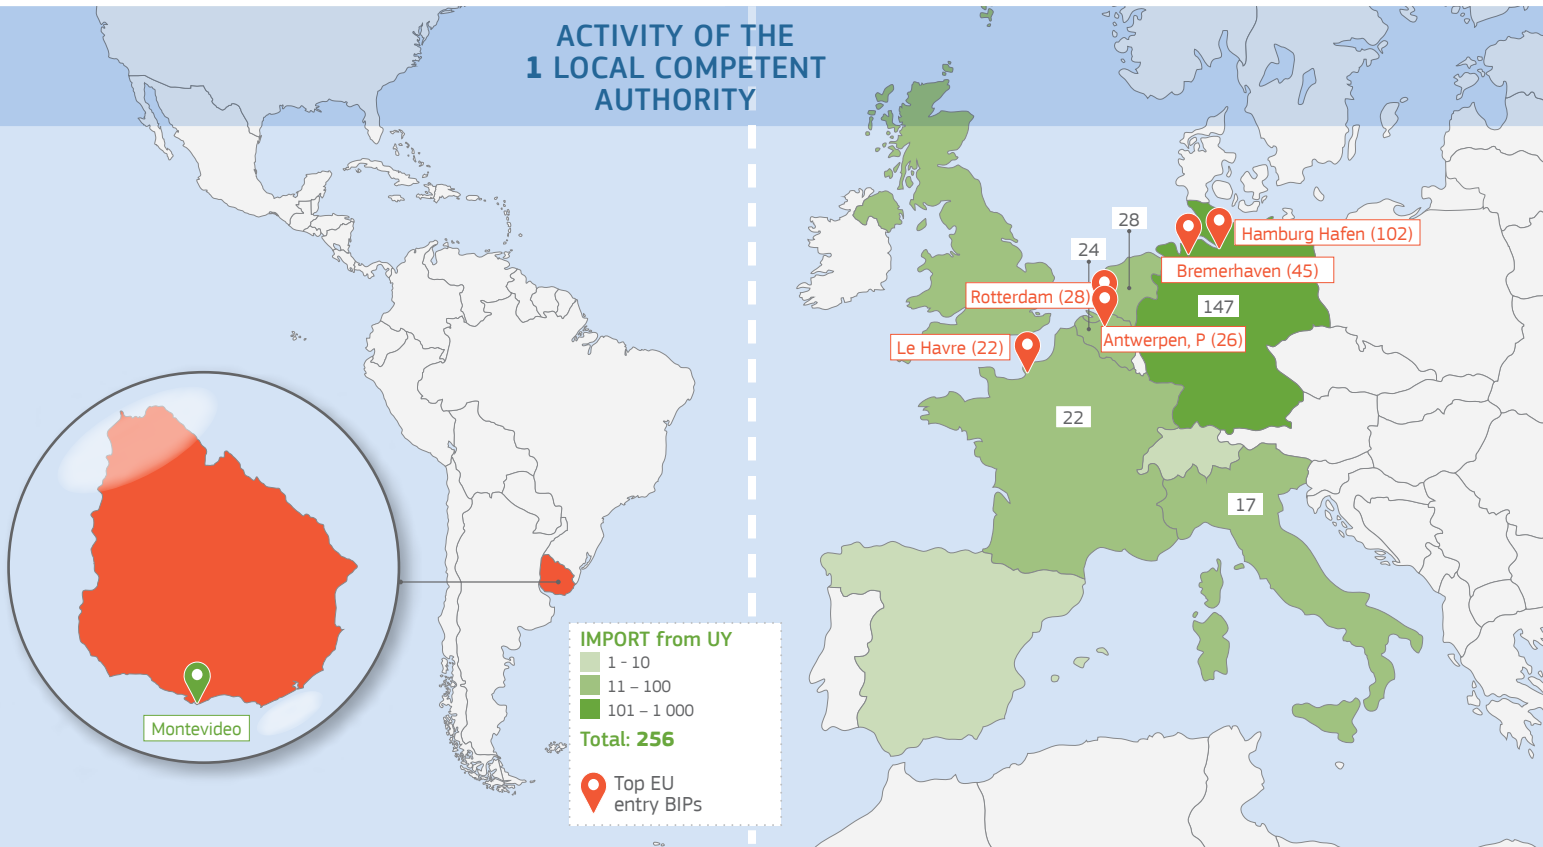 ACTIVITY OF THE
1 LOCAL COMPETENT
AUTHORITY
28
24
Hamburg Hafen (102)
Bremerhaven (45)
Rotterdam (28)
147
Antwerpen, P (26)
Le Havre (22)
22
17
Montevideo
IMPORT from UY
1 - 10
11 – 100
101 – 1 000
Total: 256
Top EU
entry BIPs